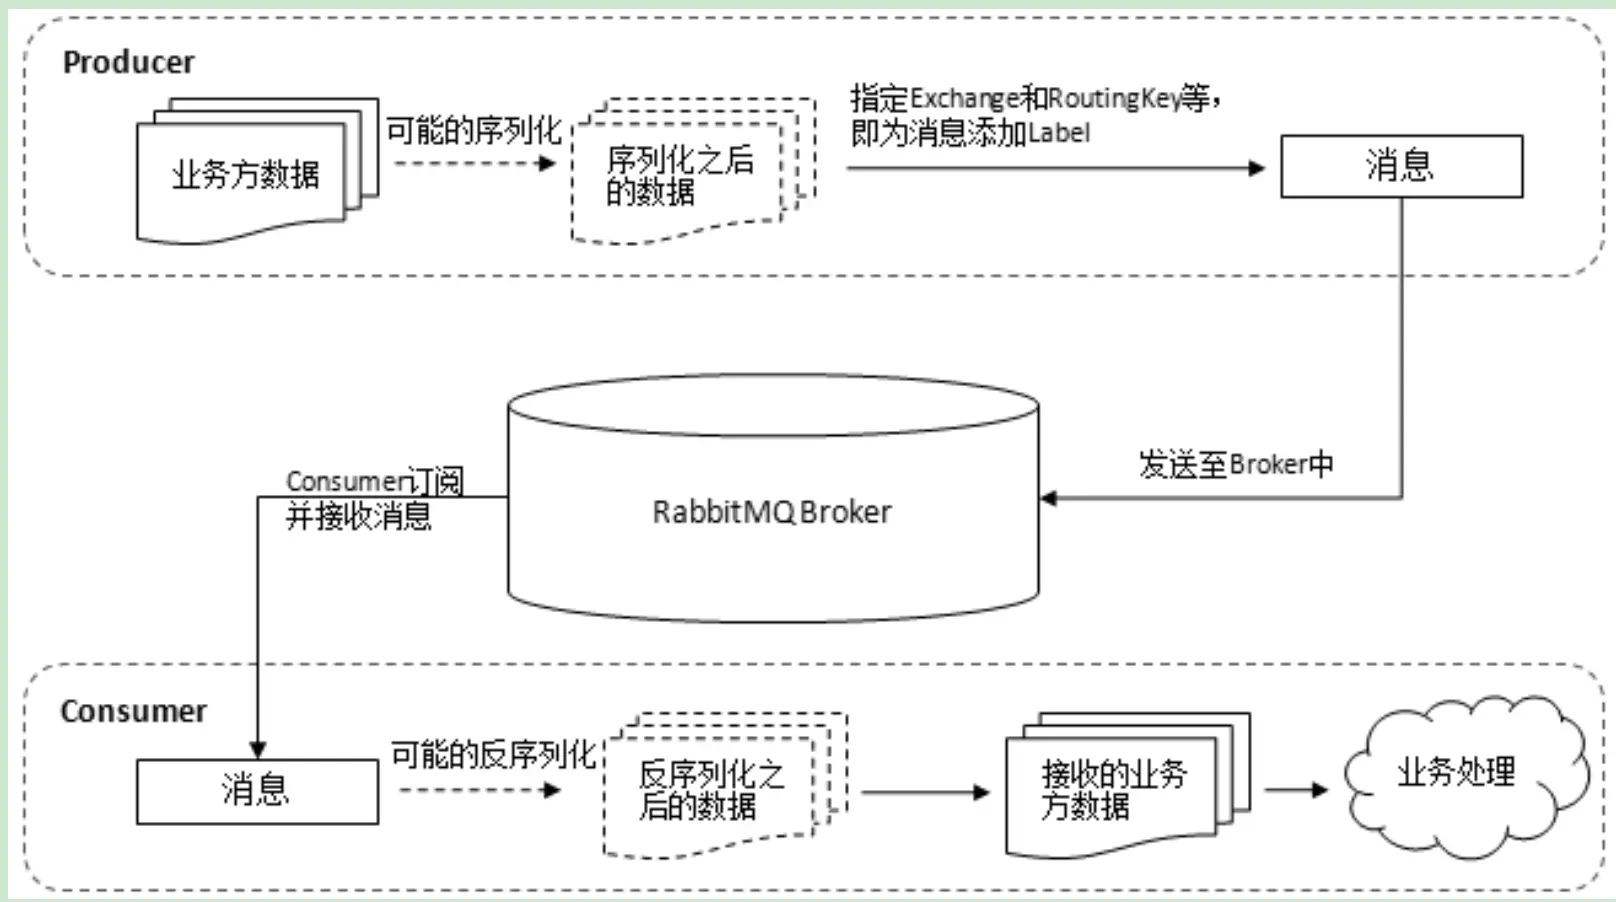 Producer
业务方数据
可能的序列化
序列化之后
的数据
指定Exchange和RoutingKey等，
即为消息添加Label
消息
发送至Broker中
RabbitMQ Broker
Consumer订阅
并接收消息
Consumer
消息
可能的反序列化
反序列化之
后的数据
接收的业务
方数据
业务处理